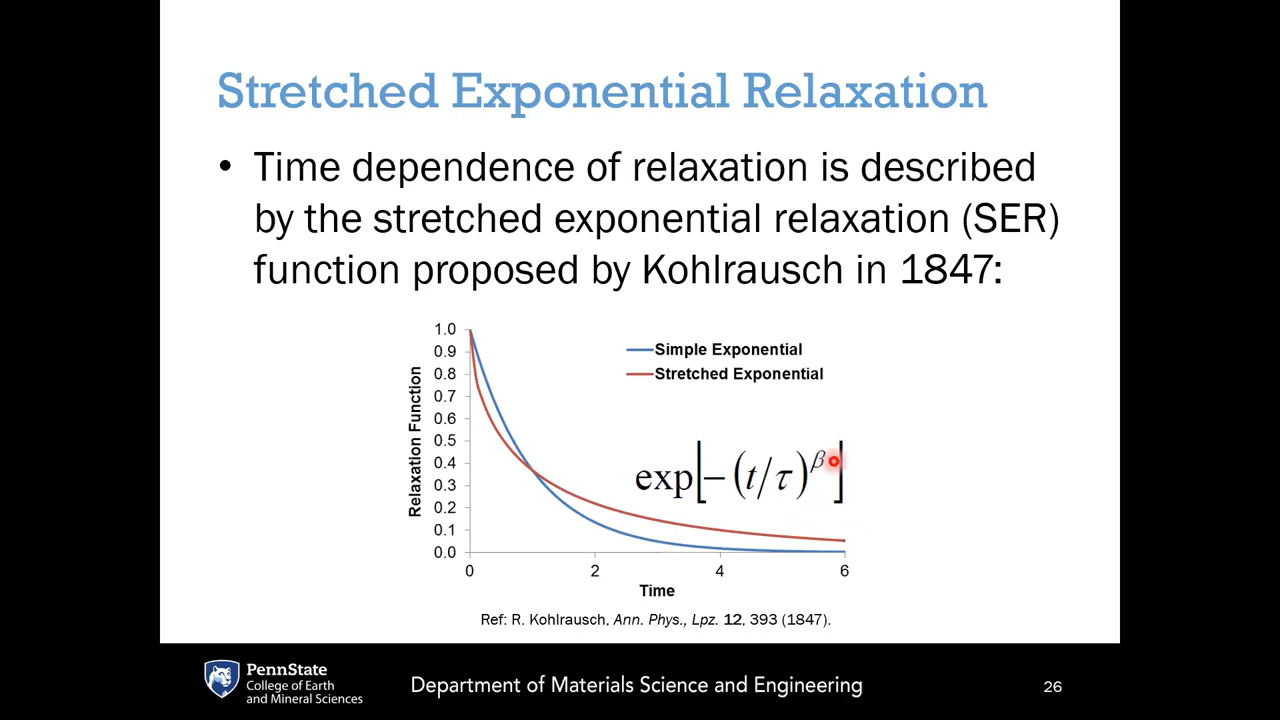 Stretched Exponential Relaxation
• Time dependence of relaxation is described
by the stretched exponential relaxation (SER)
function proposed by Kohlrausch in 1847:
1.0
0.9
0.8
0.7
0.6
0.5
0.4
0.3
0.2
0.1
0.0
Relaxation Function
Simple Exponential
Stretched Exponential
exp[−(t/τ)^β]
0 2 4 6
Time
Ref: R. Kohlrausch, Ann. Phys., Lpz. 12, 393 (1847).
PennState
College of Earth
and Mineral Sciences
Department of Materials Science and Engineering
26